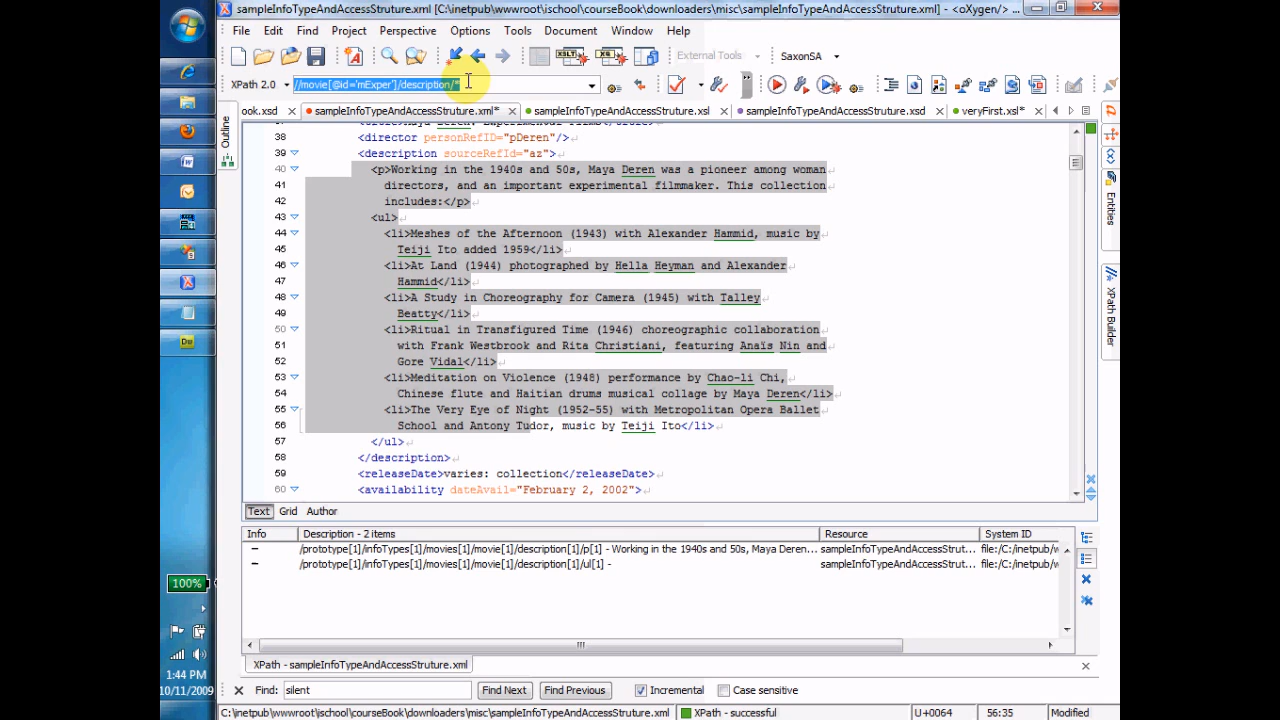 sampleInfoTypeAndAccessStruture.xml [C:\inetpub\wwwroot\ischool\courseBook\downloaders\misc\sampleInfoTypeAndAccessStruture.xml] - <oXygen/> ...
File Edit Find Project Perspective Options Tools Document Window Help
External Tools SaxonSA
XPath 2.0 //movie[@id='mExper']/description/*
ook.xsd sampleInfoTypeAndAccessStruture.xml* sampleInfoTypeAndAccessStruture.xsl sampleInfoTypeAndAccessStruture.xsd veryFirst.xsl*
38 <director personRefID="pDeren"/>
39 <description sourceRefId="az">
40 <p>Working in the 1940s and 50s, Maya Deren was a pioneer among woman
41 directors, and an important experimental filmmaker. This collection
42 includes:</p>
43 <ul>
44 <li>Meshes of the Afternoon (1943) with Alexander Hammid, music by
45 Teiji Ito added 1959</li>
46 <li>At Land (1944) photographed by Hella Heyman and Alexander
47 Hammid</li>
48 <li>A Study in Choreography for Camera (1945) with Talley
49 Beatty</li>
50 <li>Ritual in Transfigured Time (1946) choreographic collaboration
51 with Frank Westbrook and Rita Christiani, featuring Anaïs Nin and
52 Gore Vidal</li>
53 <li>Meditation on Violence (1948) performance by Chao-li Chi,
54 Chinese flute and Haitian drums musical collage by Maya Deren</li>
55 <li>The Very Eye of Night (1952-55) with Metropolitan Opera Ballet
56 School and Antony Tudor, music by Teiji Ito</li>
57 </ul>
58 </description>
59 <releaseDate>varies: collection</releaseDate>
60 <availability dateAvail="February 2, 2002">
Outline
Entities
XPath Builder
Text Grid Author
Info Description - 2 items Resource System ID
/prototype[1]/infoTypes[1]/movies[1]/movie[1]/description[1]/p[1] - Working in the 1940s and 50s, Maya Deren... sampleInfoTypeAndAccessStrut... file:/C:/inetpub/w
/prototype[1]/infoTypes[1]/movies[1]/movie[1]/description[1]/ul[1] - sampleInfoTypeAndAccessStrut... file:/C:/inetpub/w
100%
XPath - sampleInfoTypeAndAccessStruture.xml
1:44 PM
10/11/2009
Find: silent Find Next Find Previous Incremental Case sensitive
C:\inetpub\wwwroot\ischool\courseBook\downloaders\misc\sampleInfoTypeAndAccessStruture.xml XPath - successful U+0064 56:35 Modified